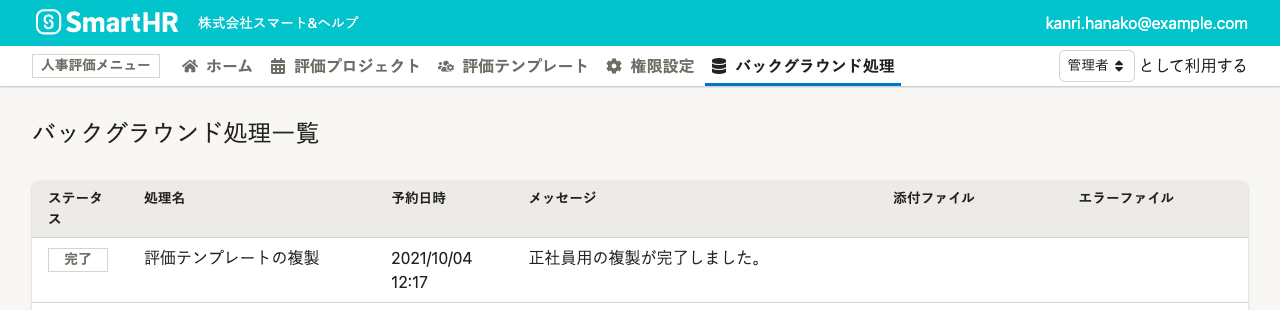 SmartHR 株式会社スマート&ヘルプ kanri.hanako@example.com
人事評価メニュー ホーム 評価プロジェクト 評価テンプレート 権限設定 バックグラウンド処理 管理者 として利用する
バックグラウンド処理一覧
ステータス 処理名 予約日時 メッセージ 添付ファイル エラーファイル
完了 評価テンプレートの複製 2021/10/04 12:17 正社員用の複製が完了しました。